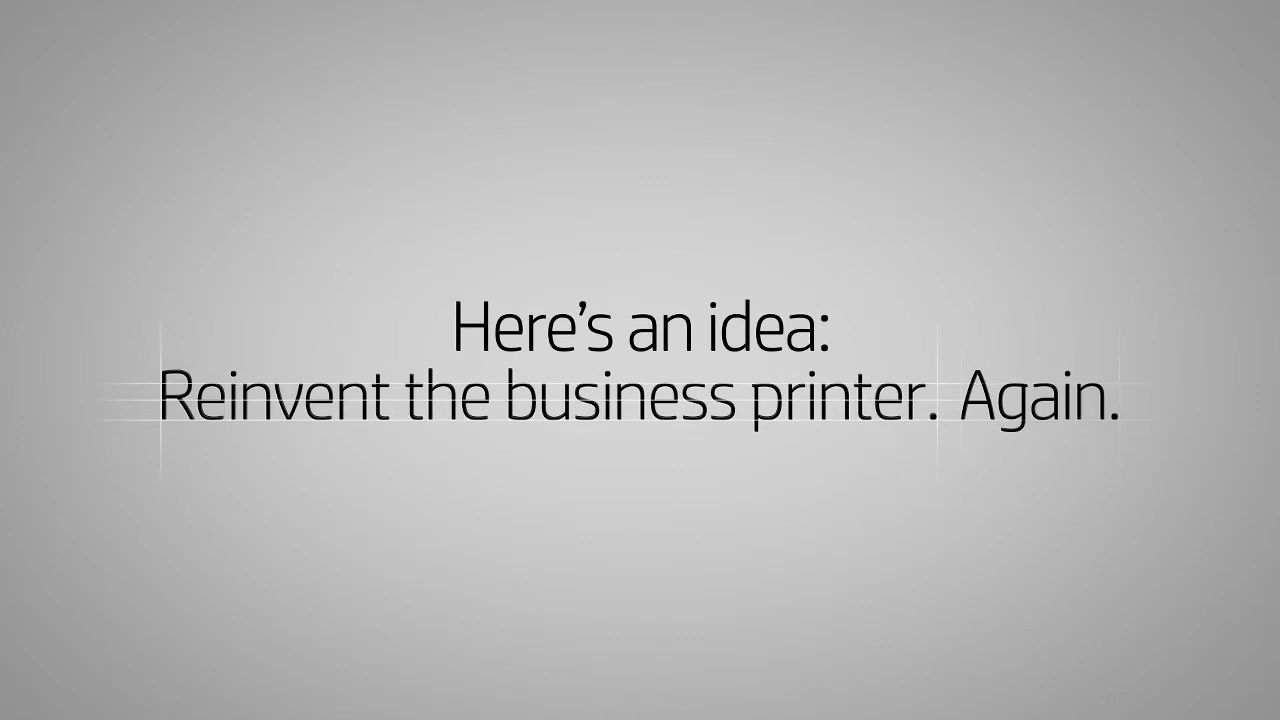 Here’s an idea:
Reinvent the business printer. Again.